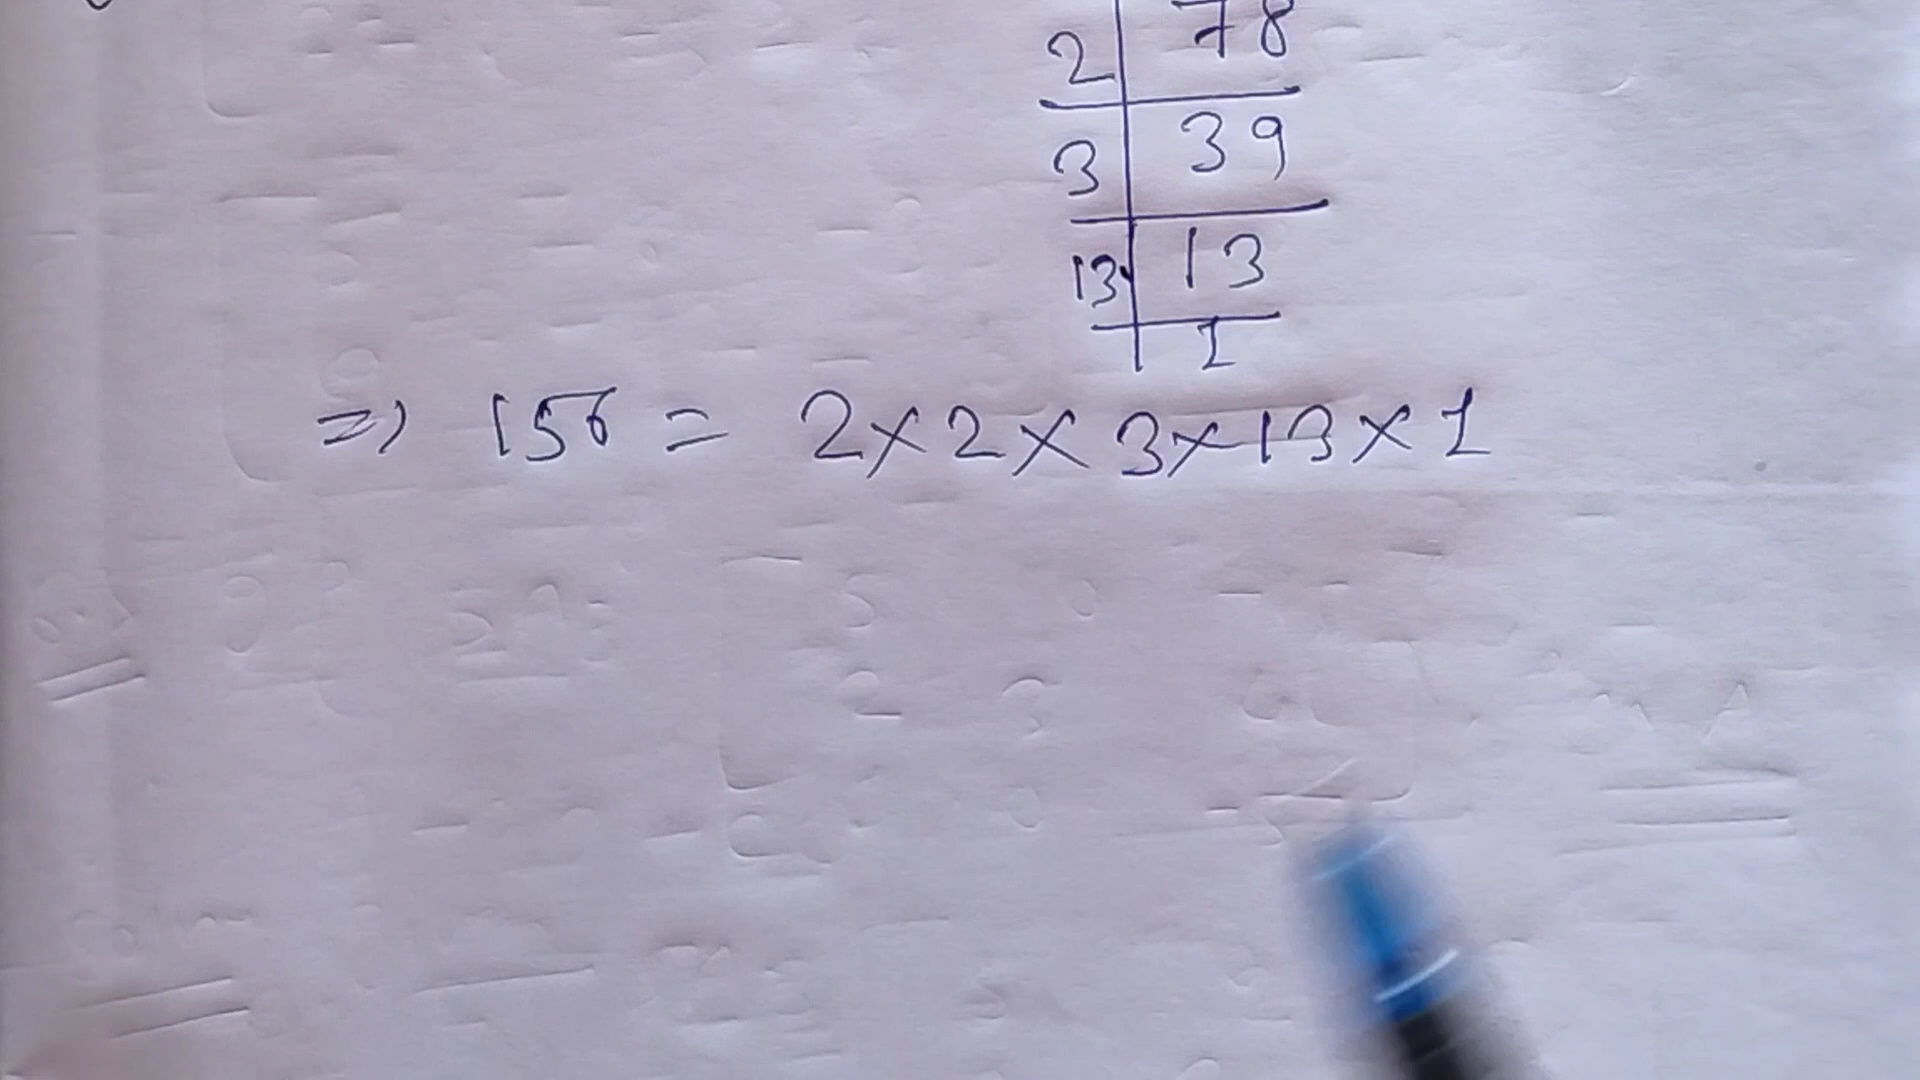 2 | 78
3 | 39
13 | 13
1
=> 156 = 2×2×3×13×1